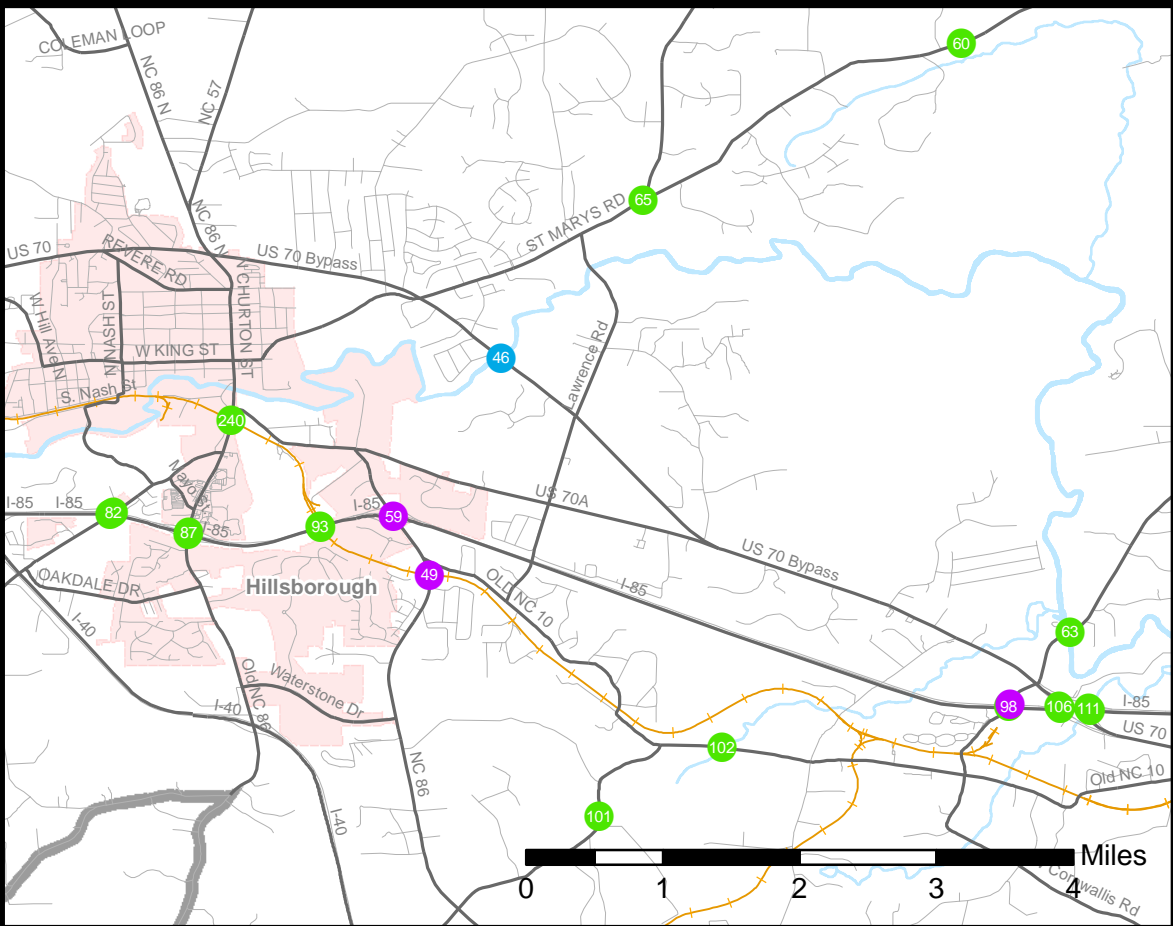 COLEMAN LOOP
NC 86 N
NC 57
60
65
ST MARYS RD
NC 86 N
US 70
REVERE RD
US 70 Bypass
W Hill Ave N
N NASH ST
N CHURTON ST
W KING ST
46
Lawrence Rd
S. Nash St
240
Mayo St
I-85
I-85
82
87
I-85
93
I-85
59
US 70A
US 70 Bypass
I-85
49
OLD NC 10
OAKDALE DR
Hillsborough
I-40
63
Old NC 86
Waterstone Dr
I-40
98
106
111
I-85
US 70
102
NC 86
Old NC 10
101
I-40
Miles
0
1
2
3
4
Cornwallis Rd